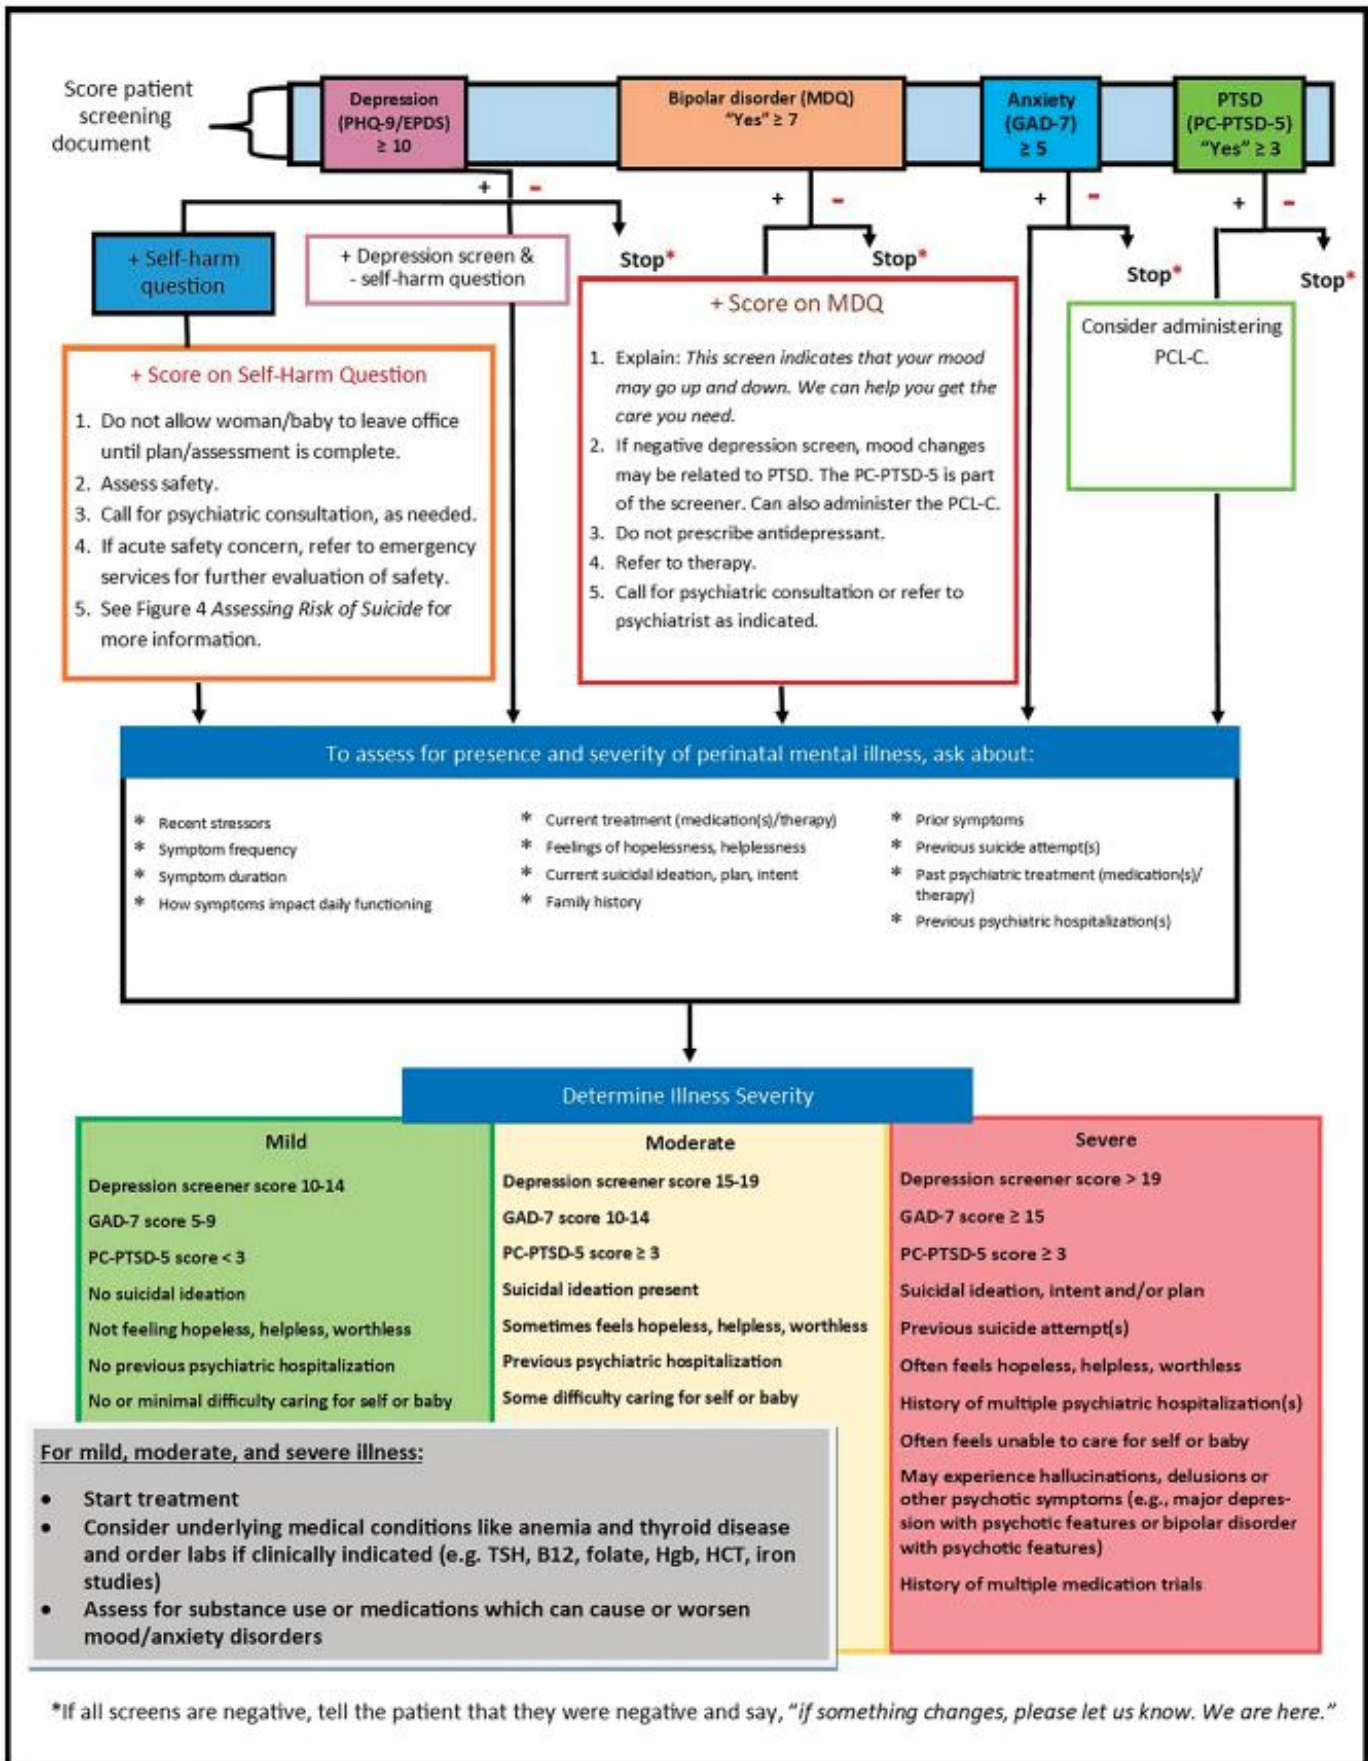 Score patient
screening
document
Depression
(PHQ-9/EPDS)
≥ 10
Bipolar disorder (MDQ)
"Yes" ≥ 7
Anxiety
(GAD-7)
≥ 5
PTSD
(PC-PTSD-5)
"Yes" ≥ 3
+ -
+ -
+ -
+ -
+ Self-harm
question
+ Depression screen &
- self-harm question
Stop*
Stop*
Stop*
Stop*
+ Score on Self-Harm Question
1. Do not allow woman/baby to leave office
until plan/assessment is complete.
2. Assess safety.
3. Call for psychiatric consultation, as needed.
4. If acute safety concern, refer to emergency
services for further evaluation of safety.
5. See Figure 4 Assessing Risk of Suicide for
more information.
+ Score on MDQ
1. Explain: This screen indicates that your mood
may go up and down. We can help you get the
care you need.
2. If negative depression screen, mood changes
may be related to PTSD. The PC-PTSD-5 is part
of the screener. Can also administer the PCL-C.
3. Do not prescribe antidepressant.
4. Refer to therapy.
5. Call for psychiatric consultation or refer to
psychiatrist as indicated.
Consider administering
PCL-C.
To assess for presence and severity of perinatal mental illness, ask about:
* Recent stressors
* Symptom frequency
* Symptom duration
* How symptoms impact daily functioning
* Current treatment (medication(s)/therapy)
* Feelings of hopelessness, helplessness
* Current suicidal ideation, plan, intent
* Family history
* Prior symptoms
* Previous suicide attempt(s)
* Past psychiatric treatment (medication(s)/
therapy)
* Previous psychiatric hospitalization(s)
Determine Illness Severity
Mild
Depression screener score 10-14
GAD-7 score 5-9
PC-PTSD-5 score < 3
No suicidal ideation
Not feeling hopeless, helpless, worthless
No previous psychiatric hospitalization
No or minimal difficulty caring for self or baby
Moderate
Depression screener score 15-19
GAD-7 score 10-14
PC-PTSD-5 score ≥ 3
Suicidal ideation present
Sometimes feels hopeless, helpless, worthless
Previous psychiatric hospitalization
Some difficulty caring for self or baby
Severe
Depression screener score > 19
GAD-7 score ≥ 15
PC-PTSD-5 score ≥ 3
Suicidal ideation, intent and/or plan
Previous suicide attempt(s)
Often feels hopeless, helpless, worthless
History of multiple psychiatric hospitalization(s)
Often feels unable to care for self or baby
May experience hallucinations, delusions or
other psychotic symptoms (e.g., major depres-
sion with psychotic features or bipolar disorder
with psychotic features)
History of multiple medication trials
For mild, moderate, and severe illness:
• Start treatment
• Consider underlying medical conditions like anemia and thyroid disease
and order labs if clinically indicated (e.g. TSH, B12, folate, Hgb, HCT, iron
studies)
• Assess for substance use or medications which can cause or worsen
mood/anxiety disorders
*If all screens are negative, tell the patient that they were negative and say, "if something changes, please let us know. We are here."